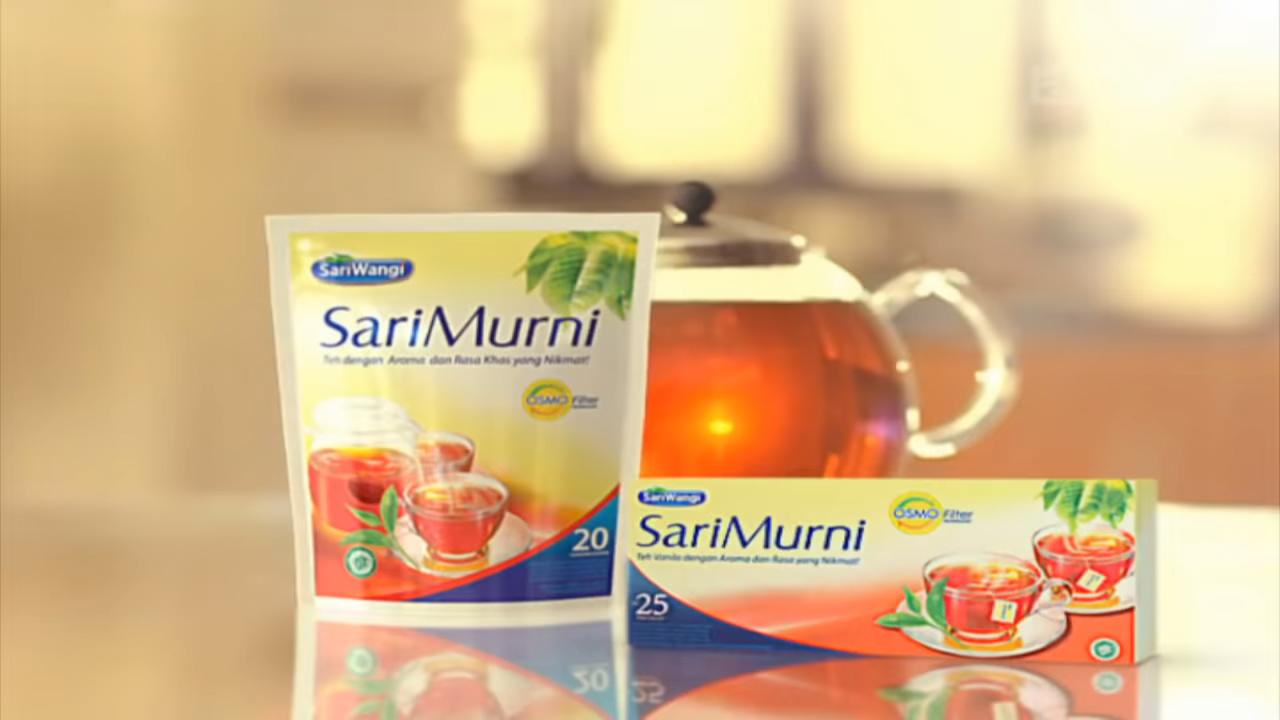 SariWangi
SariMurni
Teh dengan Aroma dan Rasa Khas yang Nikmat!
OSMO Filter
20
SariWangi
SariMurni
Teh Vanila dengan Aroma dan Rasa yang Nikmat!
OSMO Filter
25